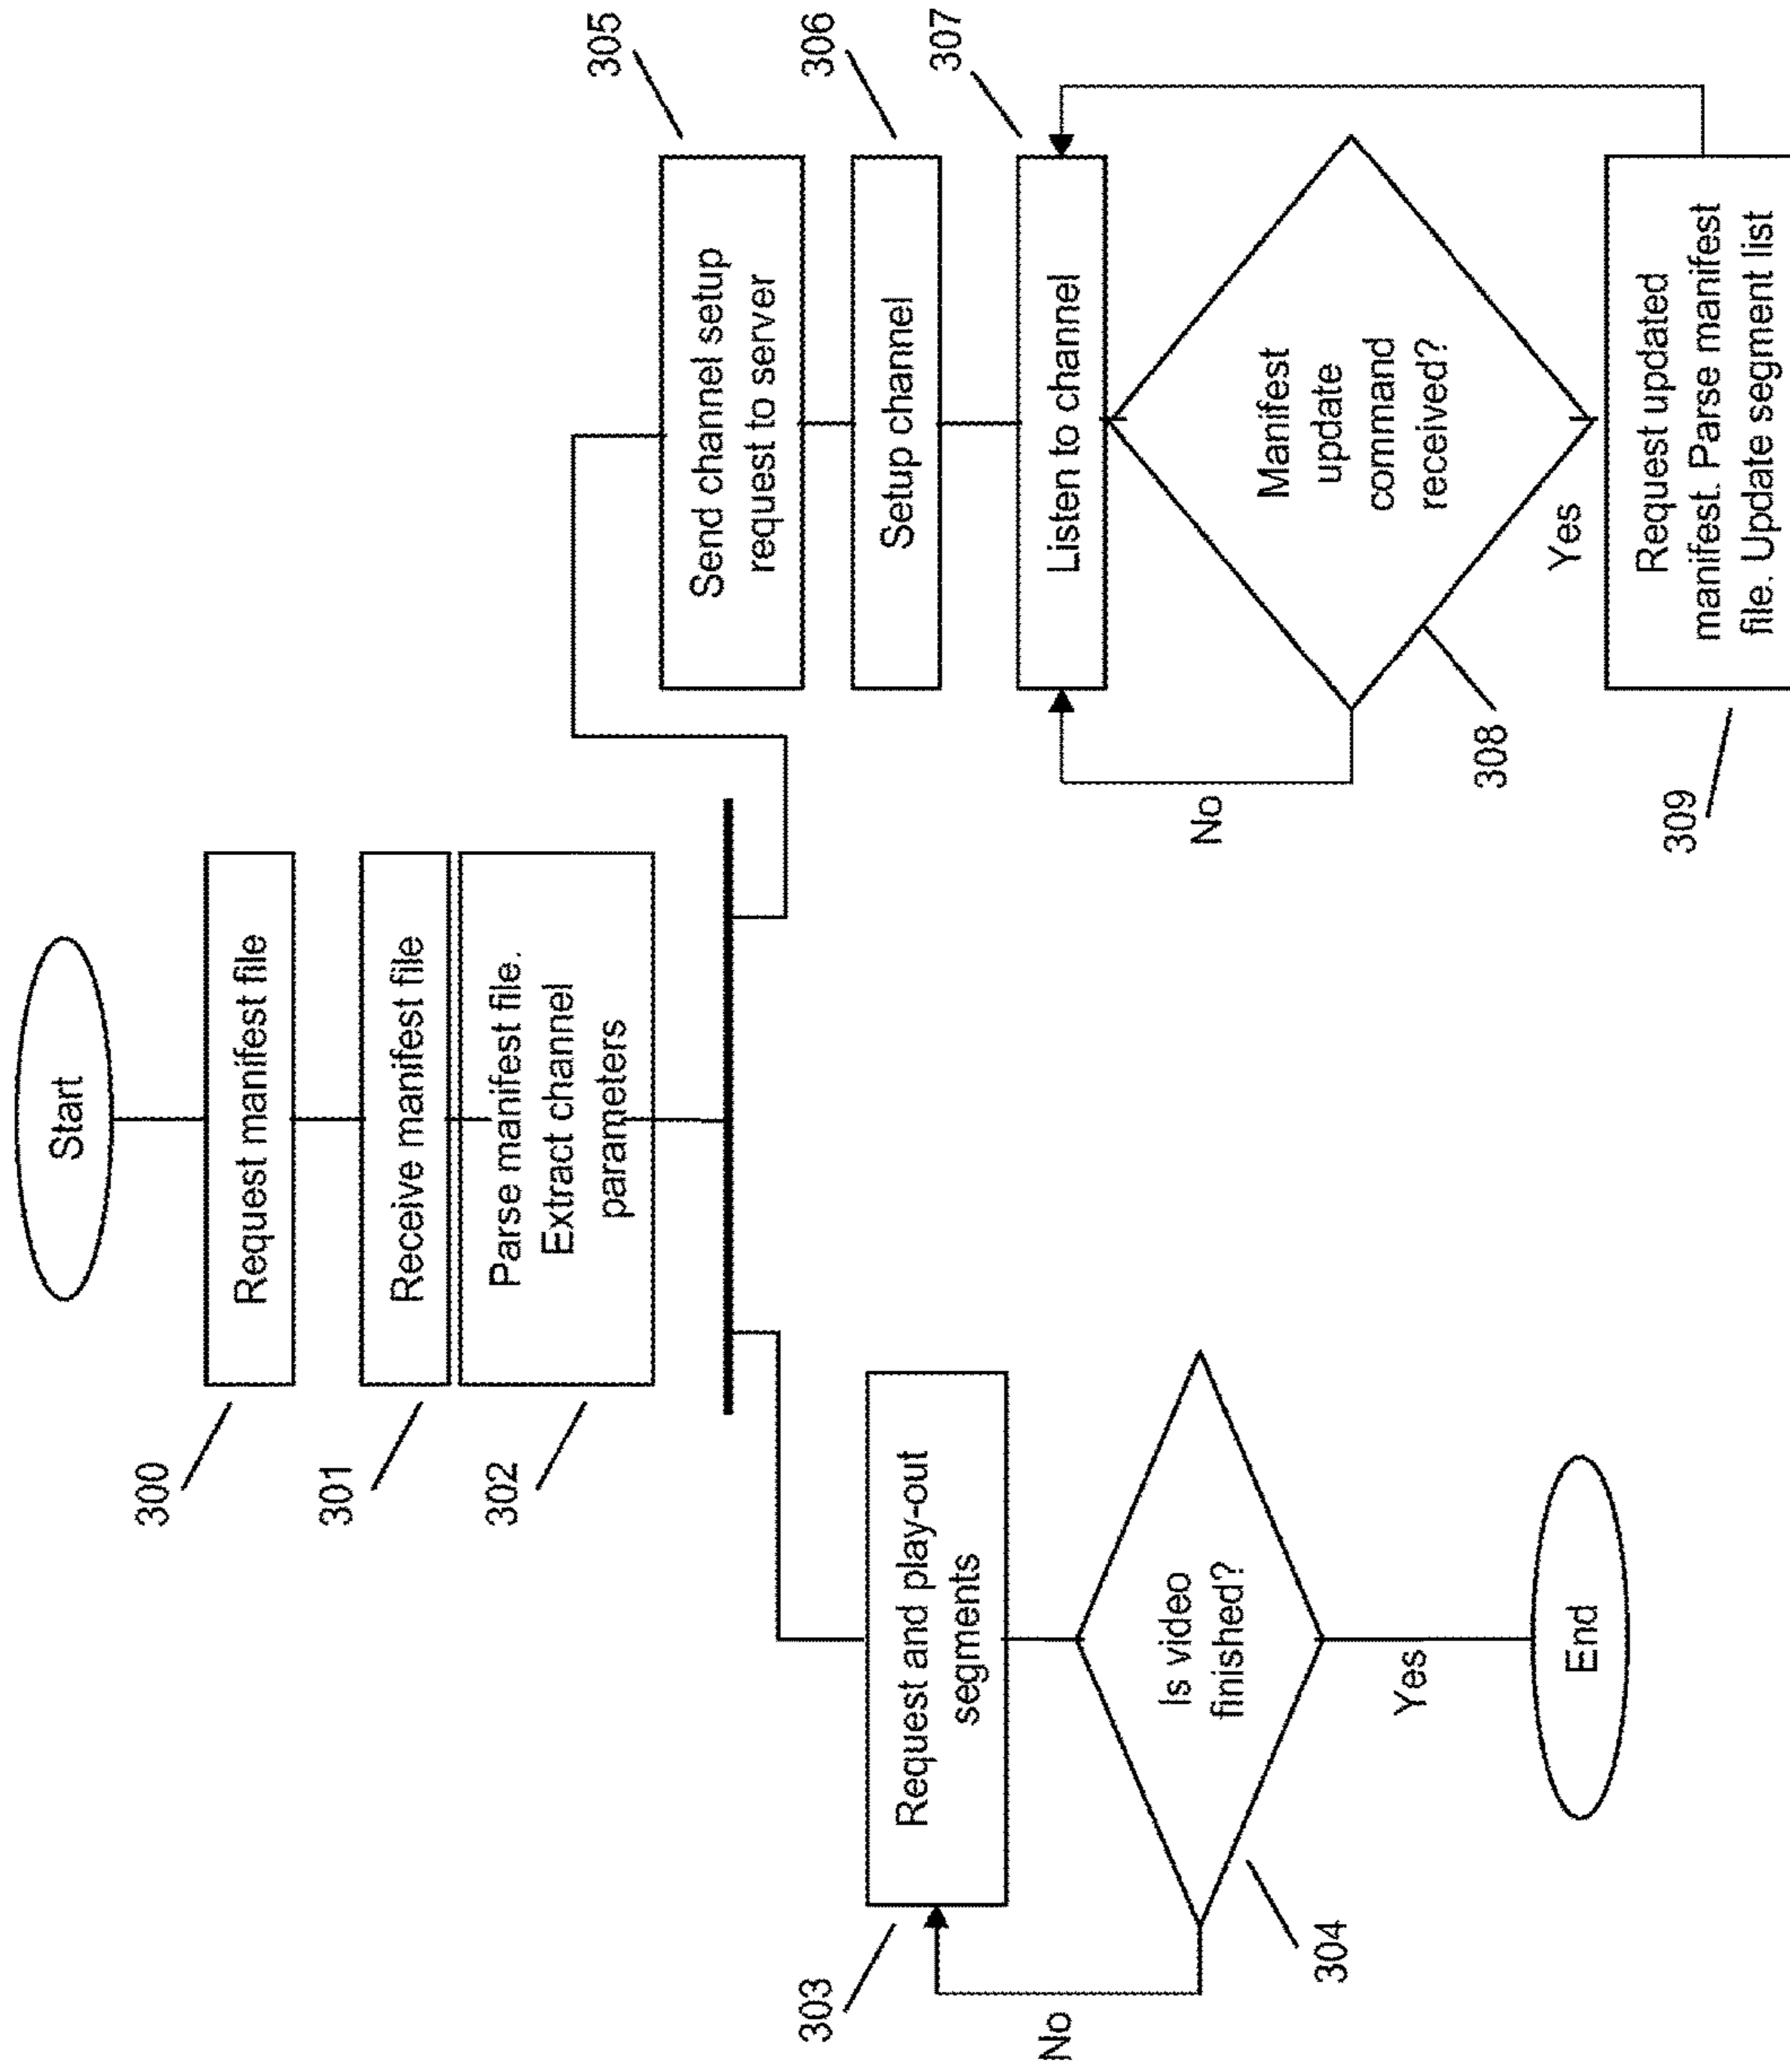 Start
300
Request manifest file
301
Receive manifest file
302
Parse manifest file.
Extract channel
parameters
303
Request and play-out
segments
Is video
finished?
304
No
Yes
End
305
Send channel setup
request to server
306
Setup channel
307
Listen to channel
Manifest
update
command
received?
308
No
Yes
309
Request updated
manifest. Parse manifest
file. Update segment list